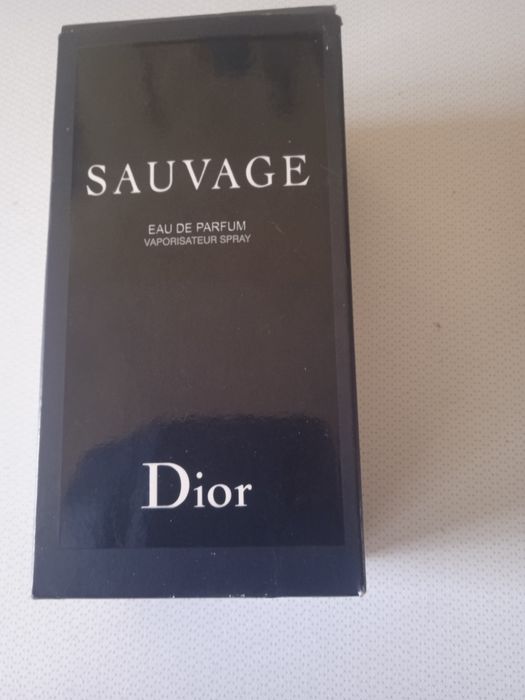 SAUVAGE
EAU DE PARFUM
VAPORISATEUR SPRAY
Dior